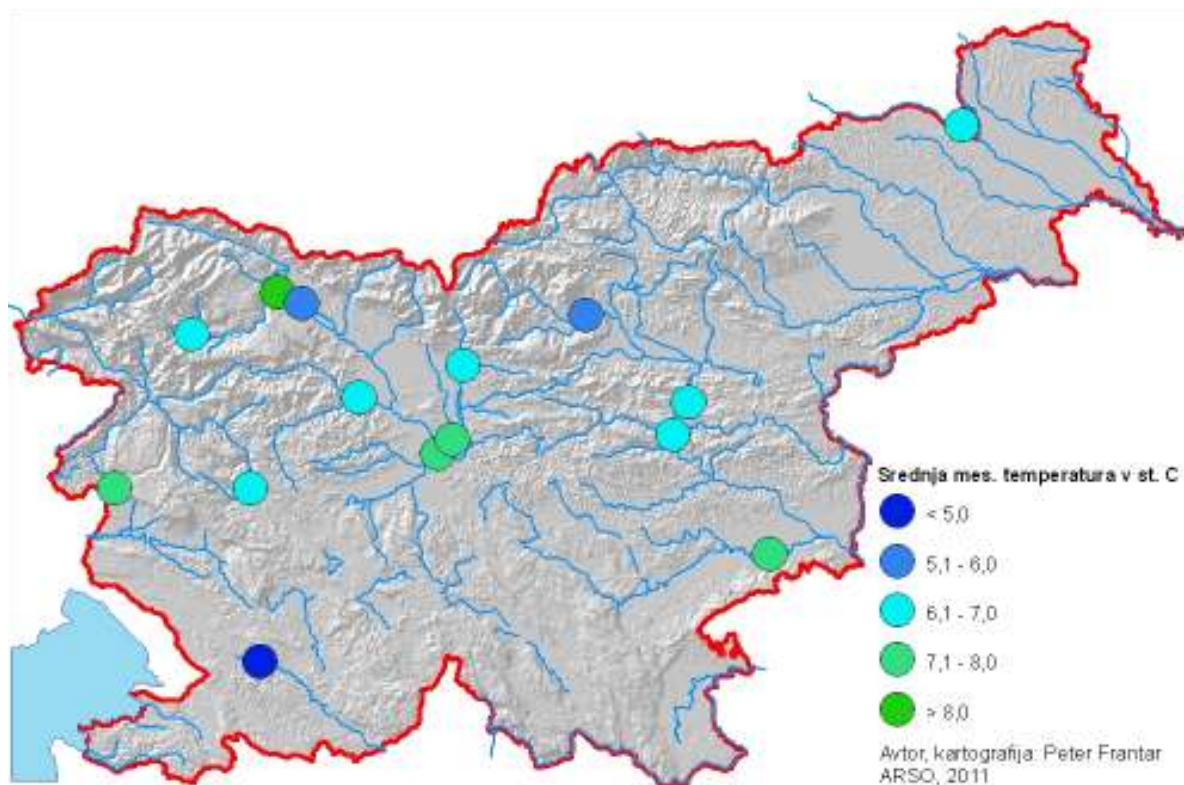 Srednja mes. temperatura v st. C
< 5,0
5,1 - 6,0
6,1 - 7,0
7,1 - 8,0
> 8,0
Avtor, kartografija: Peter Frantar
ARSO, 2011